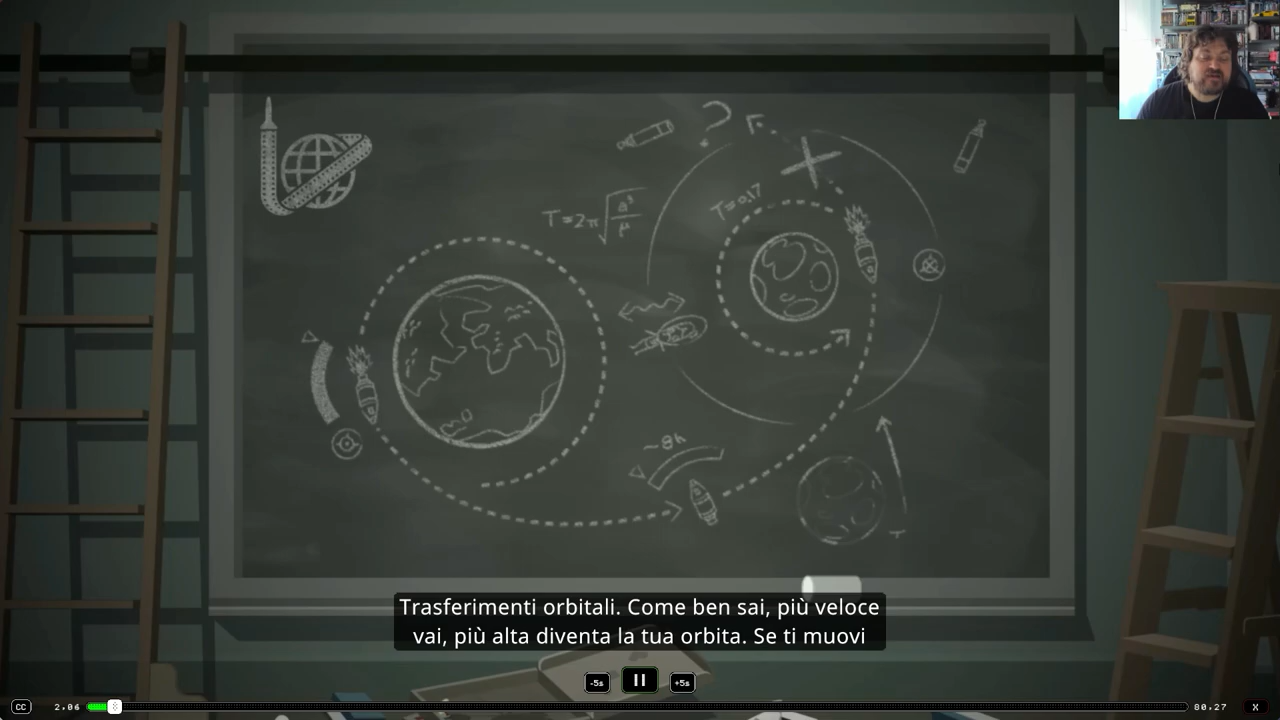 ?
T=0.17
T=2π√a³/μ
~8h
T
Trasferimenti orbitali. Come ben sai, più veloce
vai, più alta diventa la tua orbita. Se ti muovi
-5s
+5s
CC
2.06
80.27
X